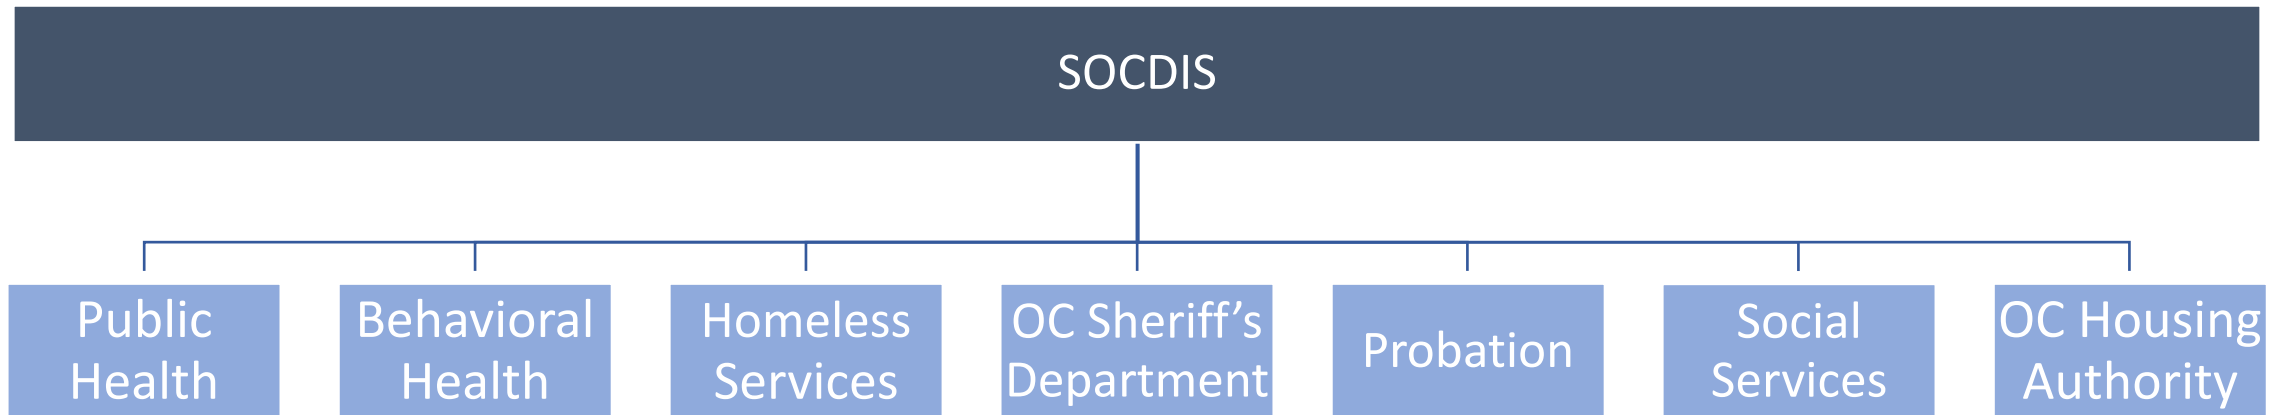 SOCDIS
Public
Health
Behavioral
Health
Homeless
Services
OC Sheriff’s
Department
Probation
Social
Services
OC Housing
Authority